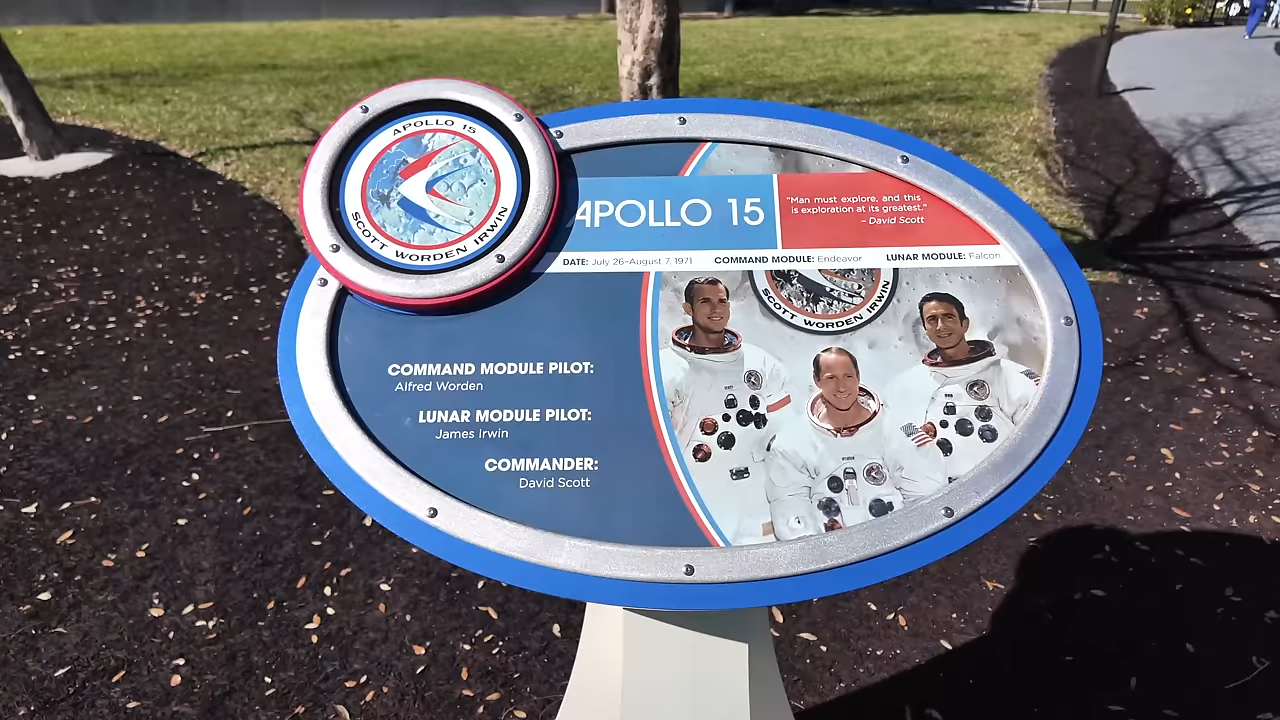 APOLLO 15
SCOTT WORDEN IRWIN
APOLLO 15
"Man must explore, and this
is exploration at its greatest."
– David Scott
DATE: July 26–August 7, 1971 COMMAND MODULE: Endeavor LUNAR MODULE: Falcon
SCOTT WORDEN IRWIN
COMMAND MODULE PILOT:
Alfred Worden
LUNAR MODULE PILOT:
James Irwin
COMMANDER:
David Scott